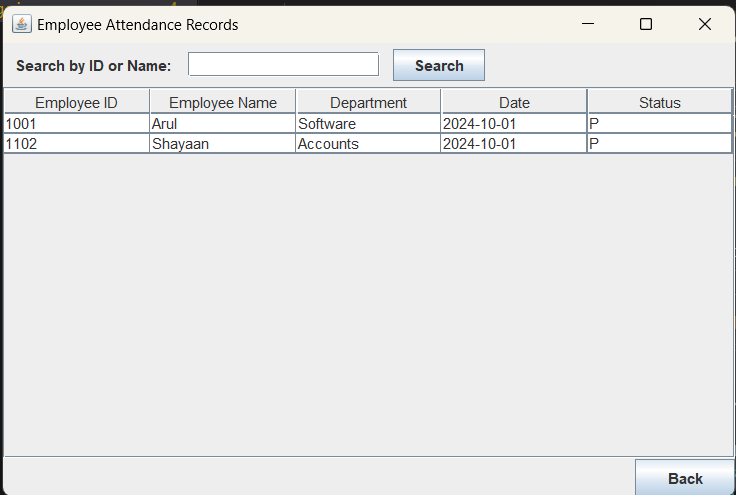 Employee Attendance Records
Search by ID or Name: Search
Employee ID Employee Name Department Date Status
1001 Arul Software 2024-10-01 P
1102 Shayaan Accounts 2024-10-01 P
Back